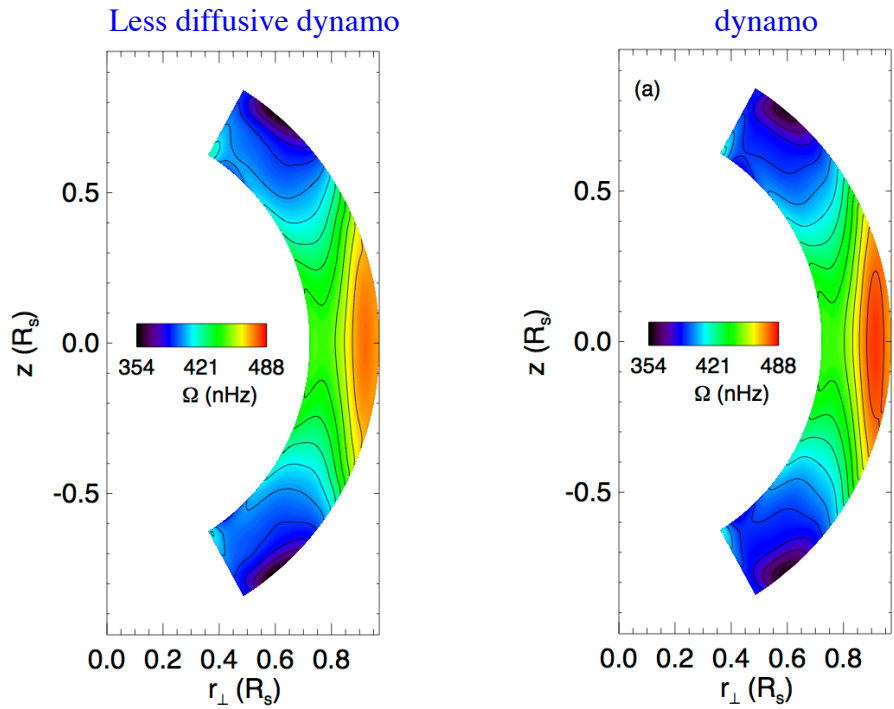 Less diffusive dynamo
dynamo
z (Rₛ)
0.5
0.0
-0.5
354 421 488
Ω (nHz)
0.0 0.2 0.4 0.6 0.8
r⊥ (Rₛ)
(a)
z (Rₛ)
0.5
0.0
-0.5
354 421 488
Ω (nHz)
0.0 0.2 0.4 0.6 0.8
r⊥ (Rₛ)